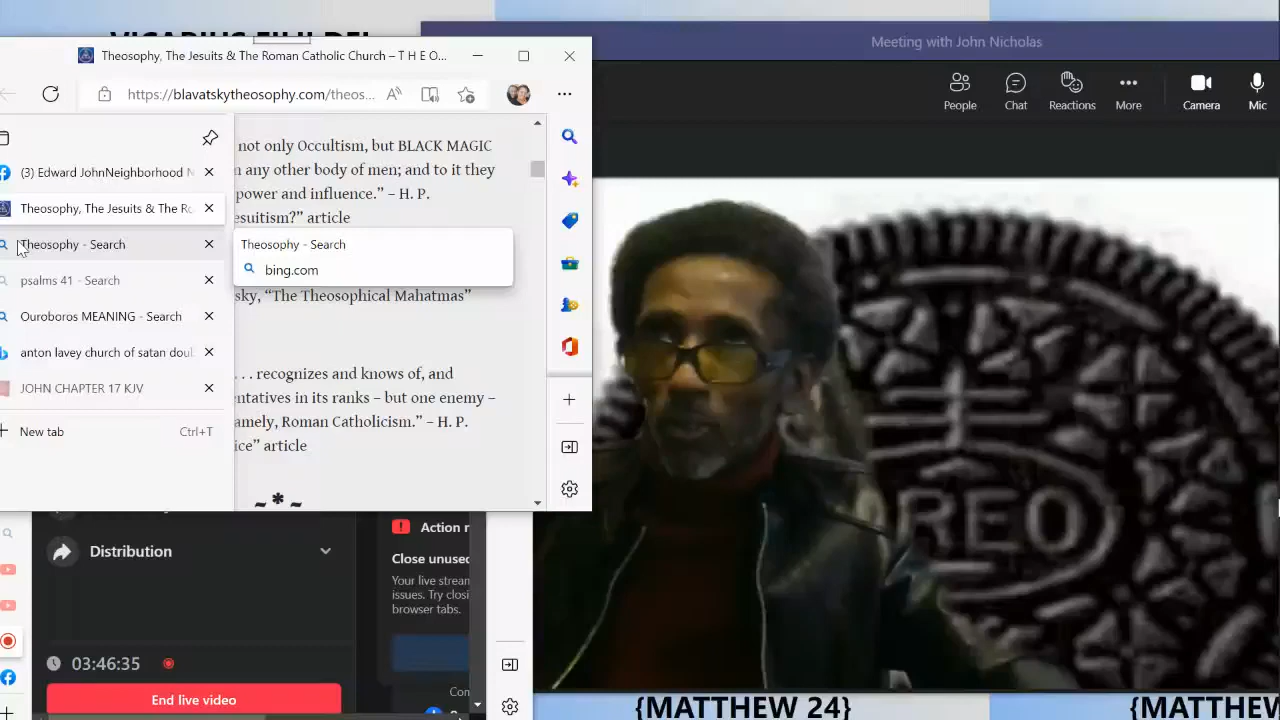 Meeting with John Nicholas
Theosophy, The Jesuits & The Roman Catholic Church – T H E O...
https://blavatskytheosophy.com/theos...
People
Chat
Reactions
More
Camera
Mic
not only Occultism, but BLACK MAGIC
any other body of men; and to it they
power and influence.” – H. P.
esuitism?” article
(3) Edward JohnNeighborhood N
Theosophy, The Jesuits & The Ro
Theosophy - Search
Theosophy - Search
bing.com
psalms 41 - Search
sky, “The Theosophical Mahatmas”
Ouroboros MEANING - Search
anton lavey church of satan doul
JOHN CHAPTER 17 KJV
New tab
Ctrl+T
. . . recognizes and knows of, and
entatives in its ranks – but one enemy –
amely, Roman Catholicism.” – H. P.
ice” article
~*~
REO
Distribution
Action r
Close unused
Your live strean
issues. Try closi
browser tabs.
03:46:35
End live video
Con
{MATTHEW 24}
{MATTHEW